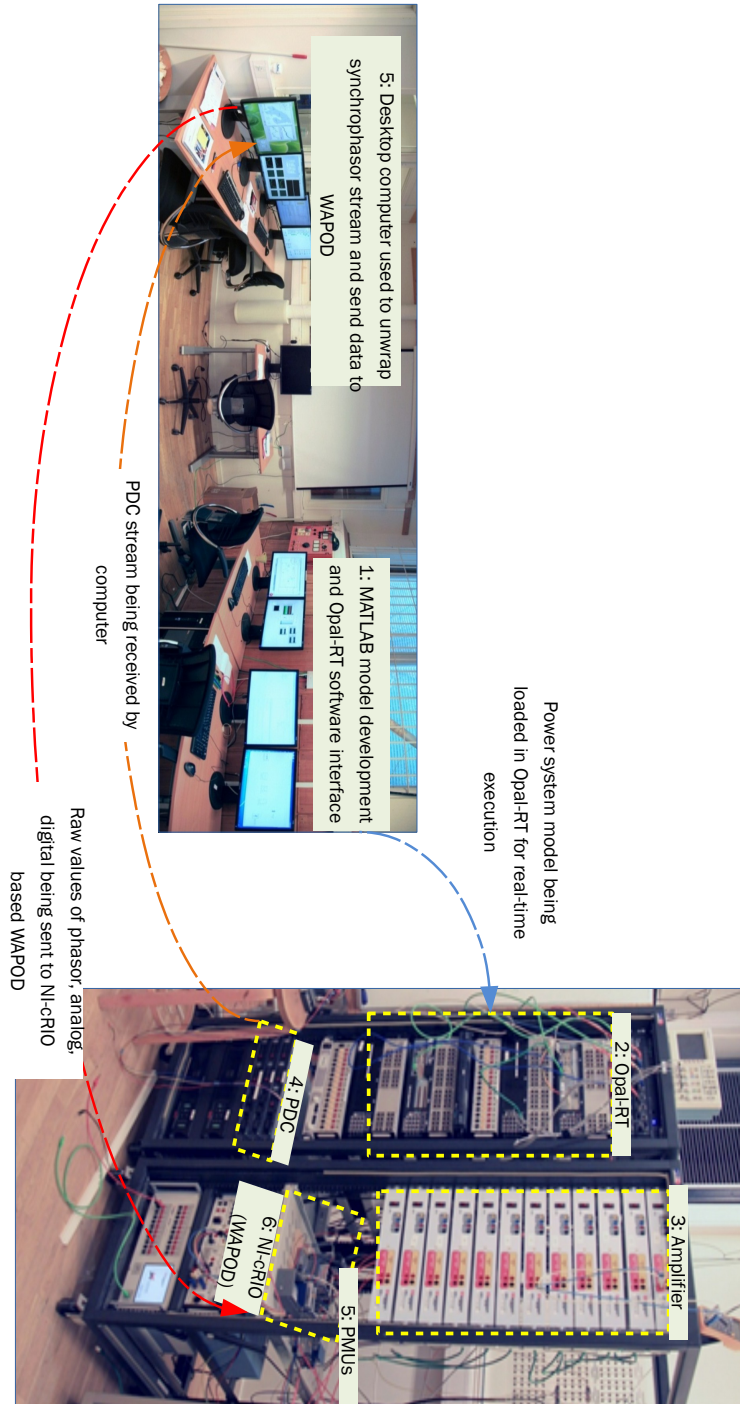 5: Desktop computer used to unwrap
synchrophasor stream and send data to
WAPOD
1: MATLAB model development
and Opal-RT software interface
Power system model being
loaded in Opal-RT for real-time
execution
PDC stream being received by
computer
Raw values of phasor, analog,
digital being sent to NI-cRIO
based WAPOD
2: Opal-RT
3: Amplifier
4: PDC
5: PMUs
6: NI-cRIO
(WAPOD)